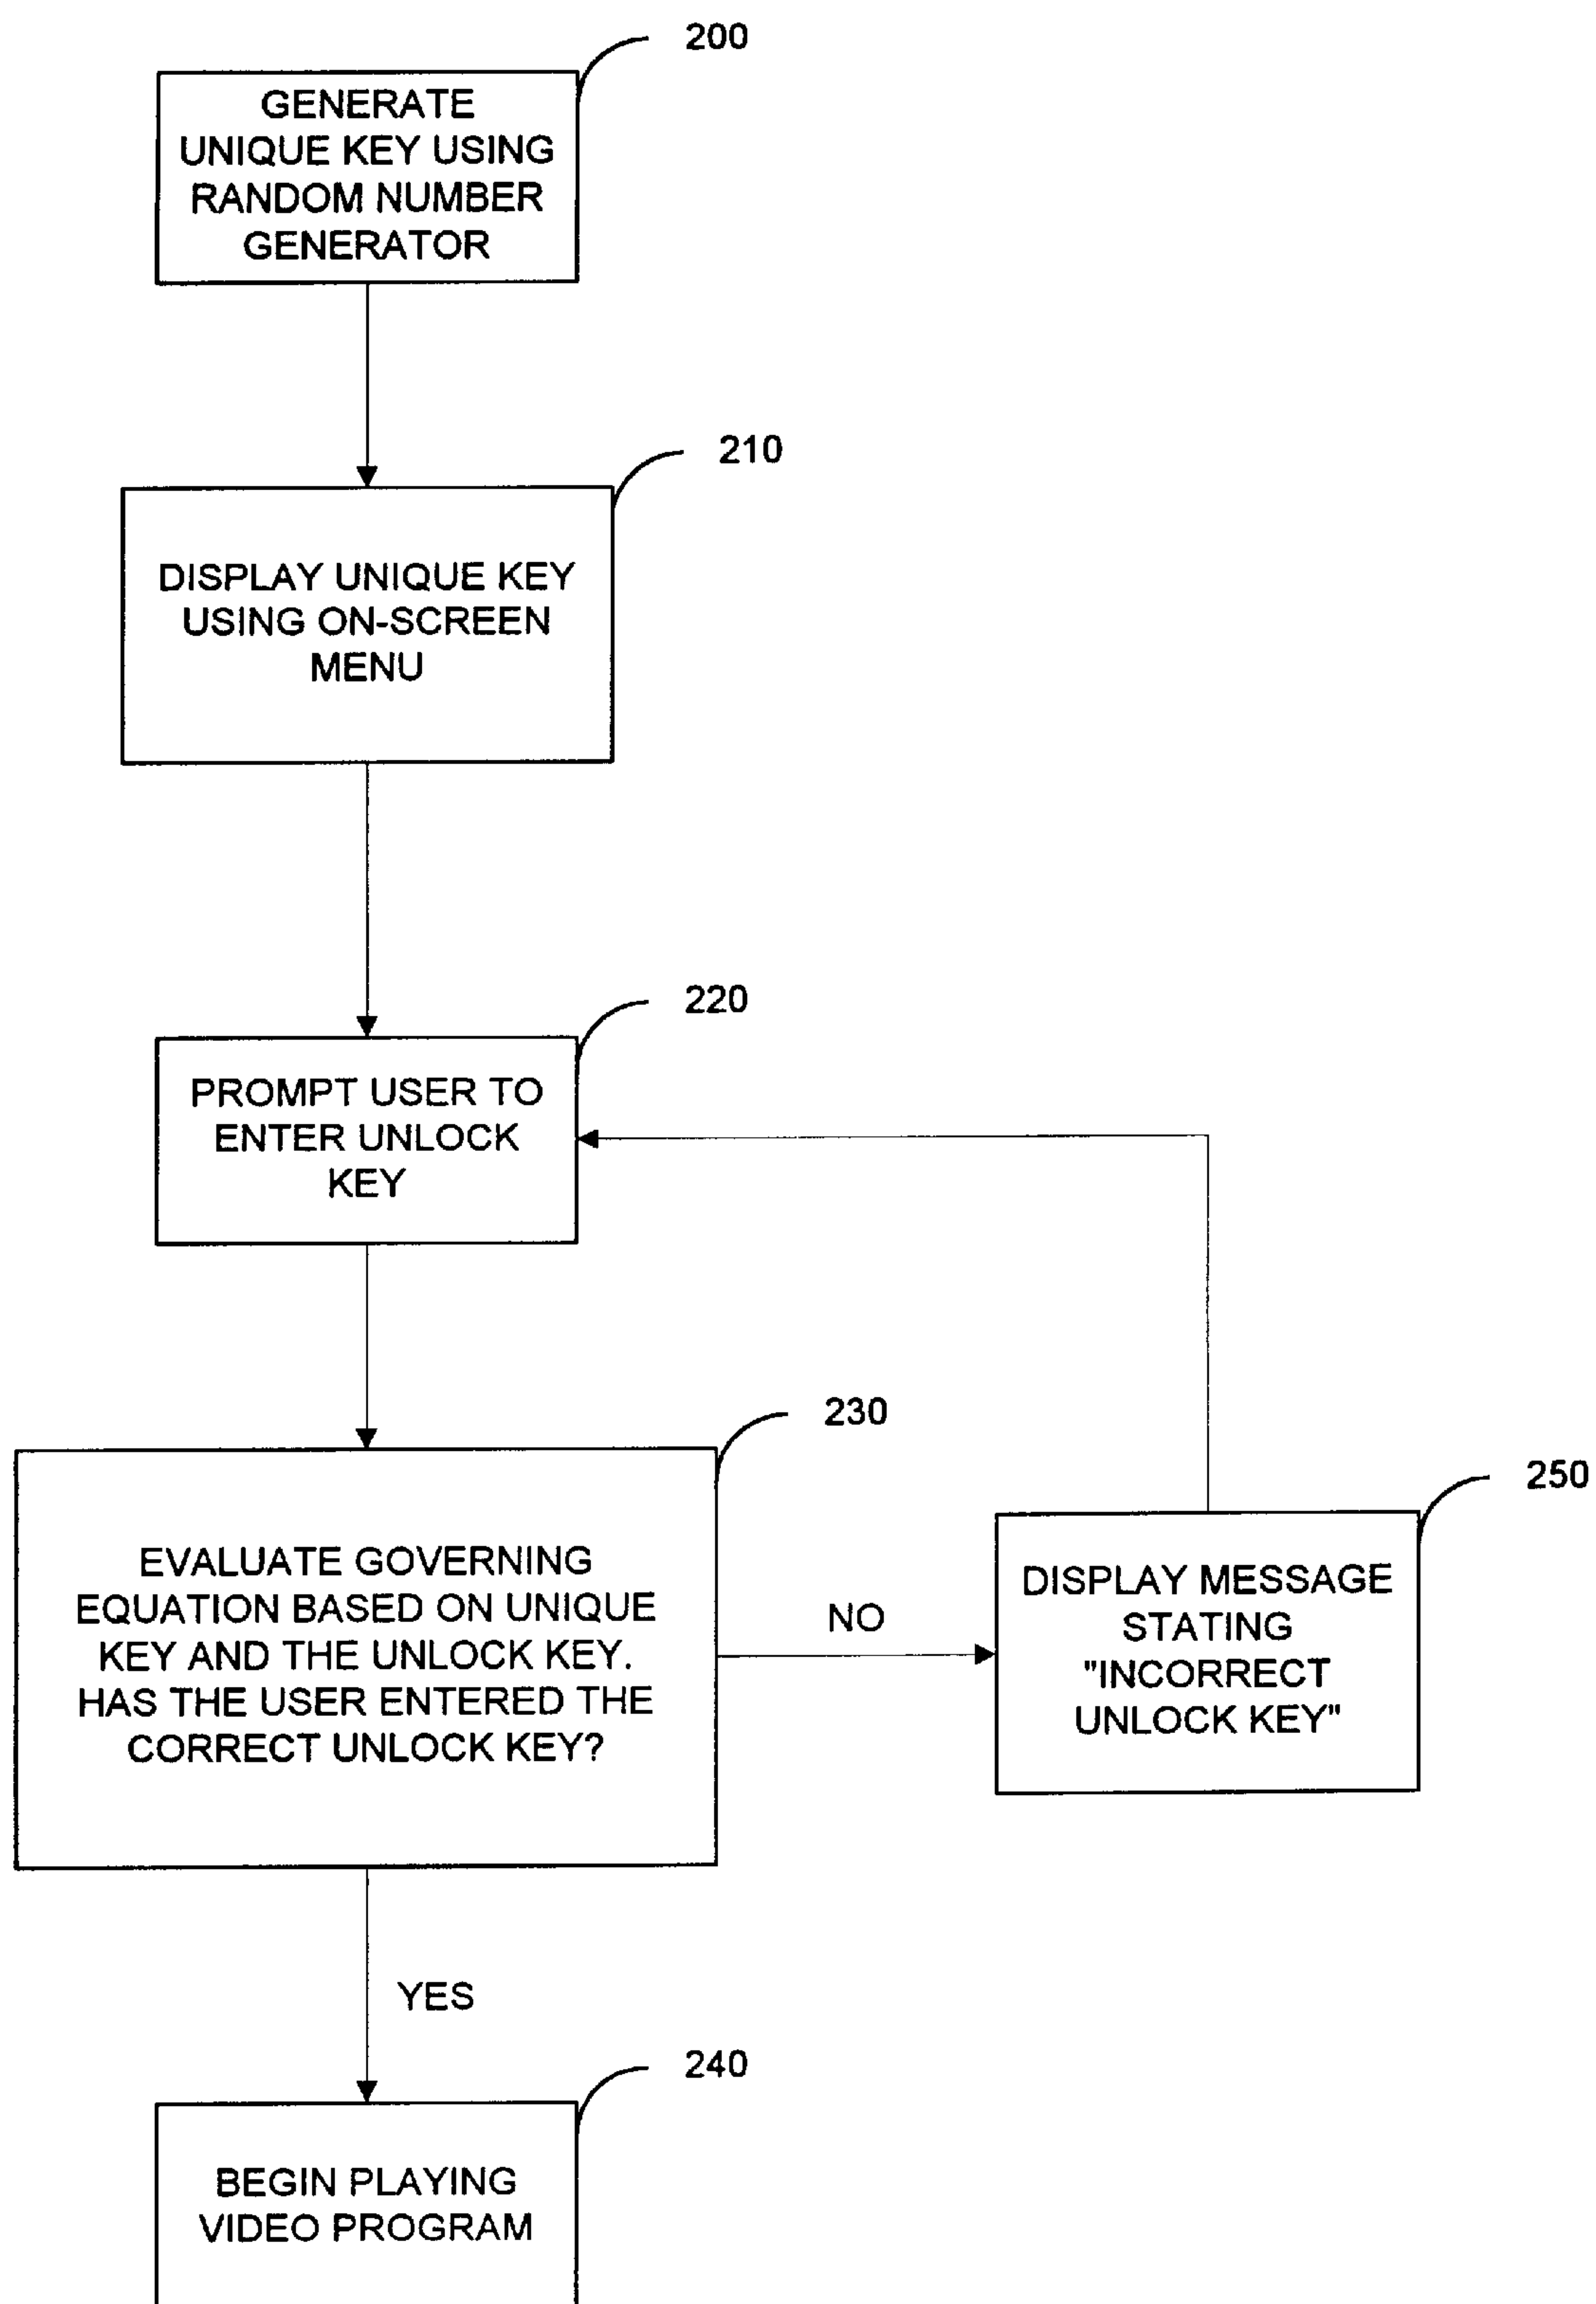 200
GENERATE
UNIQUE KEY USING
RANDOM NUMBER
GENERATOR
210
DISPLAY UNIQUE KEY
USING ON-SCREEN
MENU
220
PROMPT USER TO
ENTER UNLOCK
KEY
230
EVALUATE GOVERNING
EQUATION BASED ON UNIQUE
KEY AND THE UNLOCK KEY.
HAS THE USER ENTERED THE
CORRECT UNLOCK KEY?
NO
250
DISPLAY MESSAGE
STATING
"INCORRECT
UNLOCK KEY"
YES
240
BEGIN PLAYING
VIDEO PROGRAM